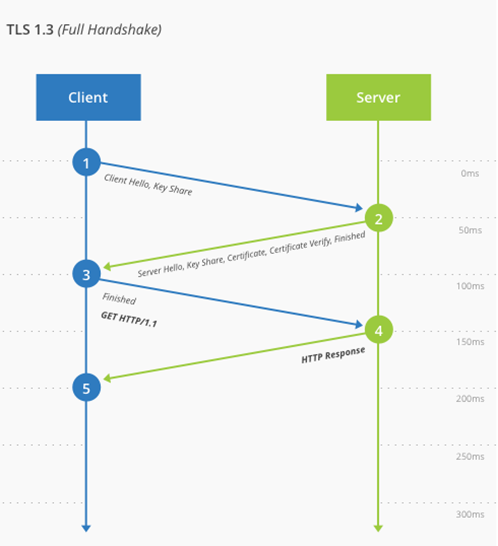 TLS 1.3 (Full Handshake)
Client
Server
1
Client Hello, Key Share
0ms
2
50ms
Server Hello, Key Share, Certificate, Certificate Verify, Finished
3
100ms
Finished
GET HTTP/1.1
4
150ms
HTTP Response
5
200ms
250ms
300ms